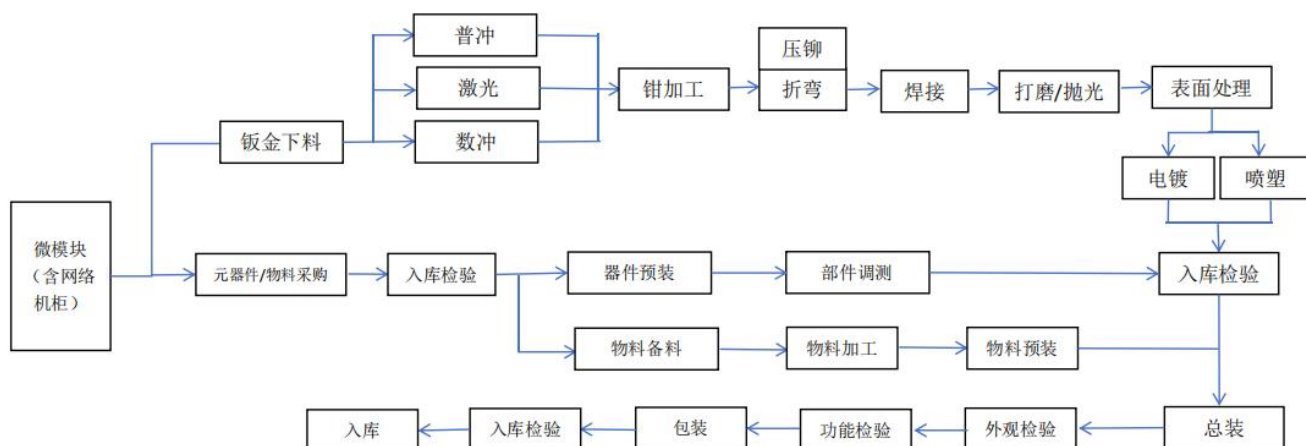 普冲
压铆
激光
钳加工
折弯
焊接
打磨/抛光
表面处理
钣金下料
数冲
电镀
喷塑
微模块
（含网络
机柜）
元器件/物料采购
入库检验
器件预装
部件调测
入库检验
物料备料
物料加工
物料预装
入库
入库检验
包装
功能检验
外观检验
总装